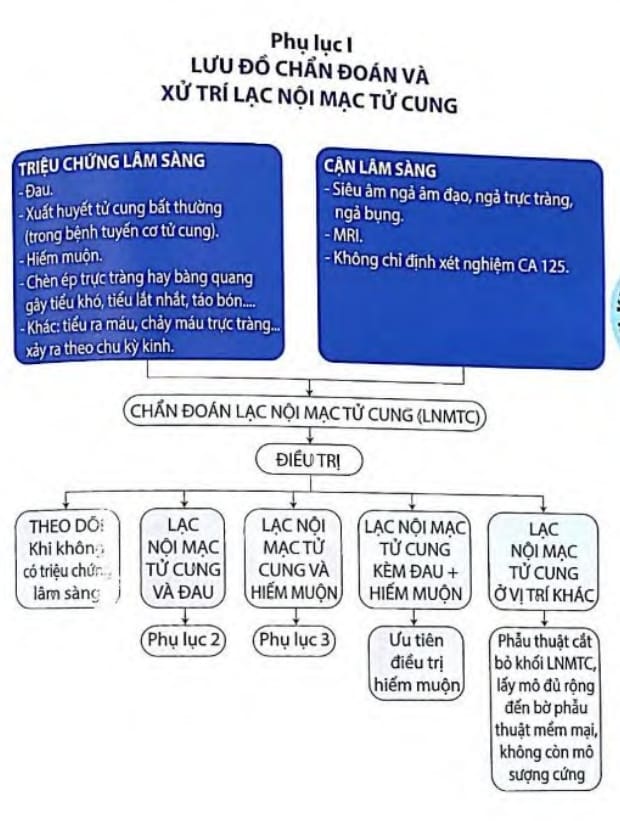 Phụ lục I
LƯU ĐỒ CHẨN ĐOÁN VÀ
XỬ TRÍ LẠC NỘI MẠC TỬ CUNG
TRIỆU CHỨNG LÂM SÀNG
- Đau.
- Xuất huyết tử cung bất thường
(trong bệnh tuyến cơ tử cung).
- Hiếm muộn.
- Chèn ép trực tràng hay bàng quang
gây tiểu khó, tiểu lắt nhắt, táo bón....
- Khác: tiểu ra máu, chảy máu trực tràng...
xảy ra theo chu kỳ kinh.
CẬN LÂM SÀNG
- Siêu âm ngả âm đạo, ngả trực tràng,
ngả bụng.
- MRI.
- Không chỉ định xét nghiệm CA 125.
CHẨN ĐOÁN LẠC NỘI MẠC TỬ CUNG (LNMTC)
ĐIỀU TRỊ
THEO DÕI
Khi không
có triệu chứng
lâm sàng
LẠC
NỘI MẠC
TỬ CUNG
VÀ ĐAU
Phụ lục 2
LẠC NỘI
MẠC TỬ
CUNG VÀ
HIẾM MUỘN
Phụ lục 3
LẠC NỘI MẠC
TỬ CUNG
KÈM ĐAU +
HIẾM MUỘN
Ưu tiên
điều trị
hiếm muộn
LẠC
NỘI MẠC
TỬ CUNG
Ở VỊ TRÍ KHÁC
Phẫu thuật cắt
bỏ khối LNMTC,
lấy mô đủ rộng
đến bờ phẫu
thuật mềm mại,
không còn mô
sượng cứng